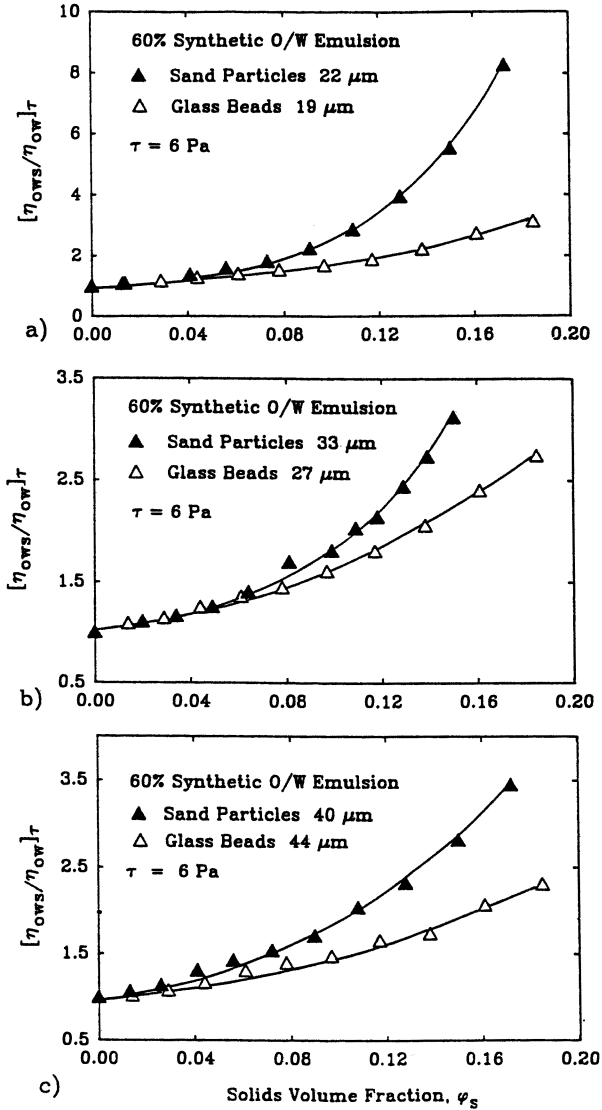 10
60% Synthetic O/W Emulsion
▲ Sand Particles 22 μm
△ Glass Beads 19 μm
τ = 6 Pa
[ηows/ηow]τ
8
6
4
2
0
0.00 0.04 0.08 0.12 0.16 0.20
a)
3.5
60% Synthetic O/W Emulsion
▲ Sand Particles 33 μm
△ Glass Beads 27 μm
τ = 6 Pa
[ηows/ηow]τ
2.5
1.5
0.5
0.00 0.04 0.08 0.12 0.16 0.20
b)
3.5
60% Synthetic O/W Emulsion
▲ Sand Particles 40 μm
△ Glass Beads 44 μm
τ = 6 Pa
[ηows/ηow]τ
2.5
1.5
0.5
0.00 0.04 0.08 0.12 0.16 0.20
c)
Solids Volume Fraction, φs